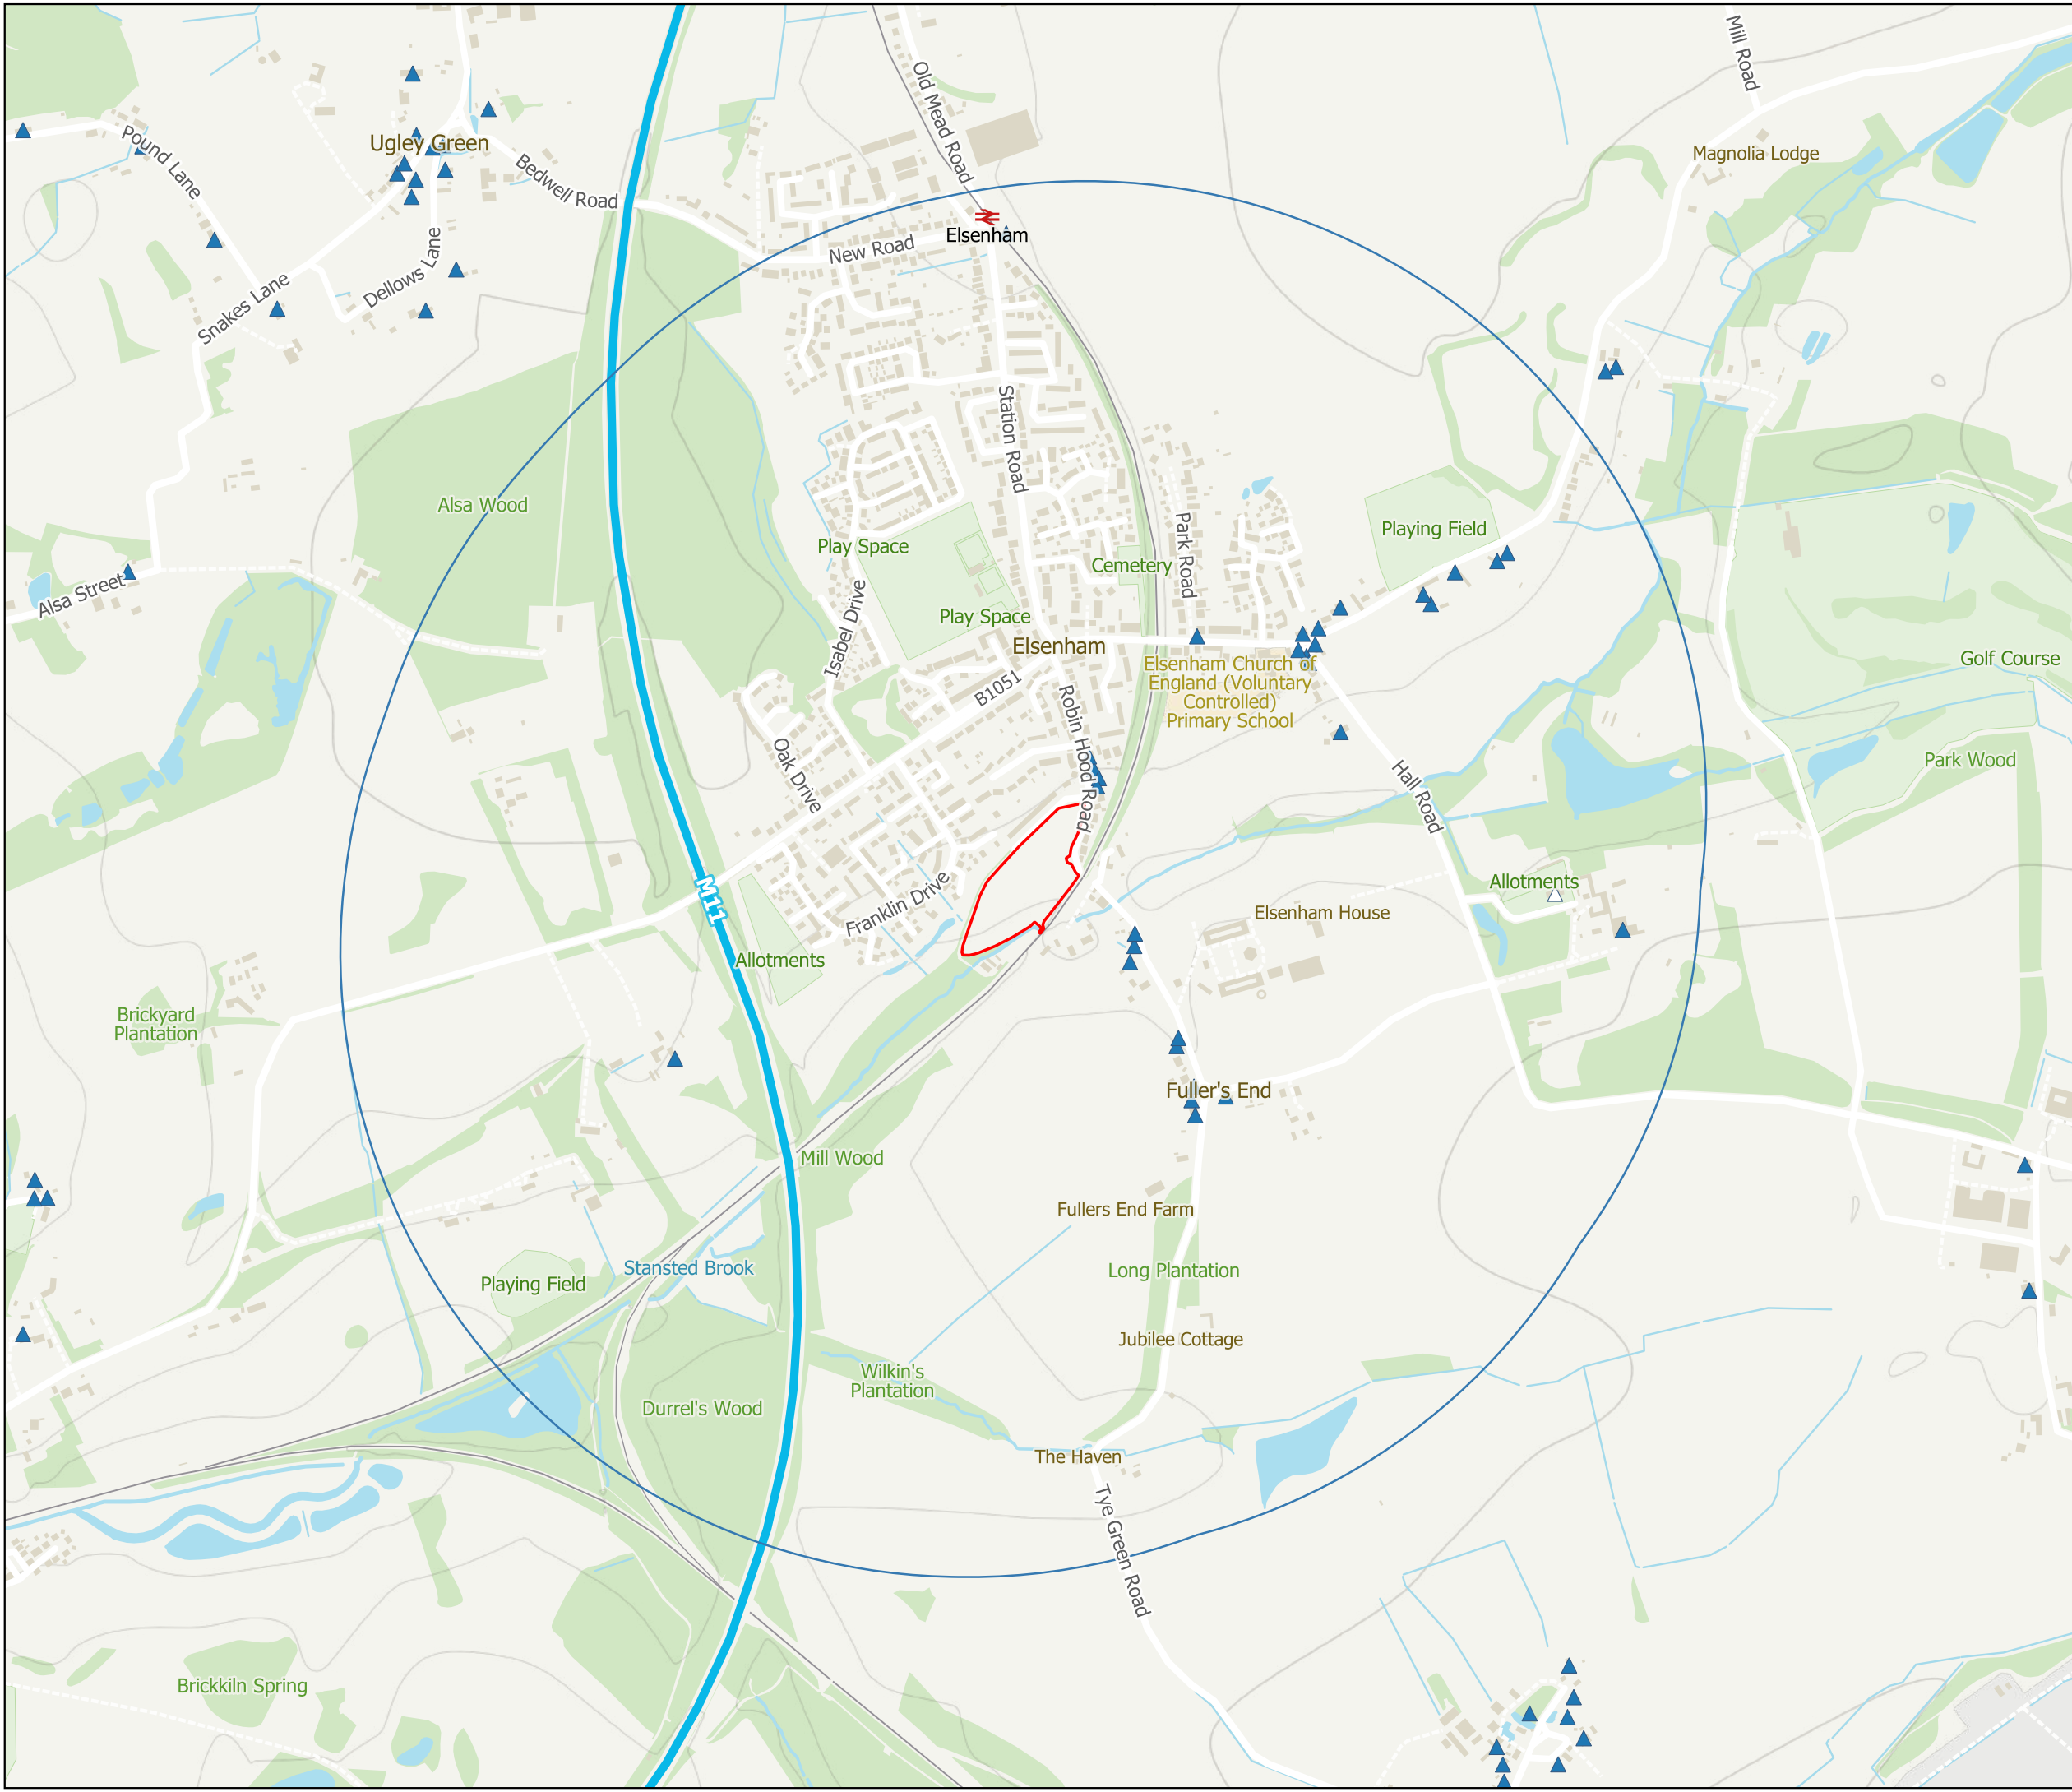 Mill Road
Old Mead Road
Pound Lane
Ugley Green
Magnolia Lodge
Bedwell Road
Elsenham
New Road
Dellows Lane
Snakes Lane
Station Road
Alsa Wood
Park Road
Playing Field
Play Space
Cemetery
Alsa Street
Isabel Drive
Play Space
Elsenham
Elsenham Church of
England (Voluntary
Controlled)
Primary School
Golf Course
B1051
Robin Hood Road
Oak Drive
Hall Road
Park Wood
M11
Franklin Drive
Allotments
Elsenham House
Allotments
Brickyard
Plantation
Fuller's End
Mill Wood
Fullers End Farm
Stansted Brook
Long Plantation
Playing Field
Jubilee Cottage
Wilkin's
Plantation
Durrel's Wood
The Haven
Tye Green Road
Brickkiln Spring